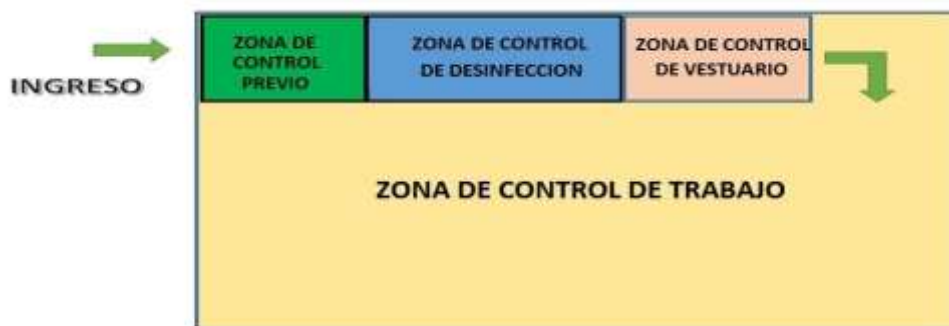 INGRESO
ZONA DE
CONTROL
PREVIO
ZONA DE CONTROL
DE DESINFECCION
ZONA DE CONTROL
DE VESTUARIO
ZONA DE CONTROL DE TRABAJO